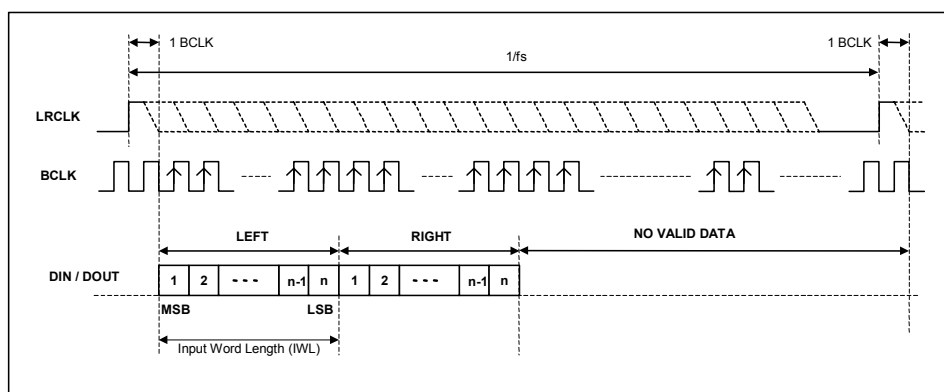 1 BCLK
1 BCLK
1/fs
LRCLK
BCLK
LEFT
RIGHT
NO VALID DATA
DIN / DOUT
1 2 - - - n-1 n 1 2 - - - n-1 n
MSB
LSB
Input Word Length (IWL)